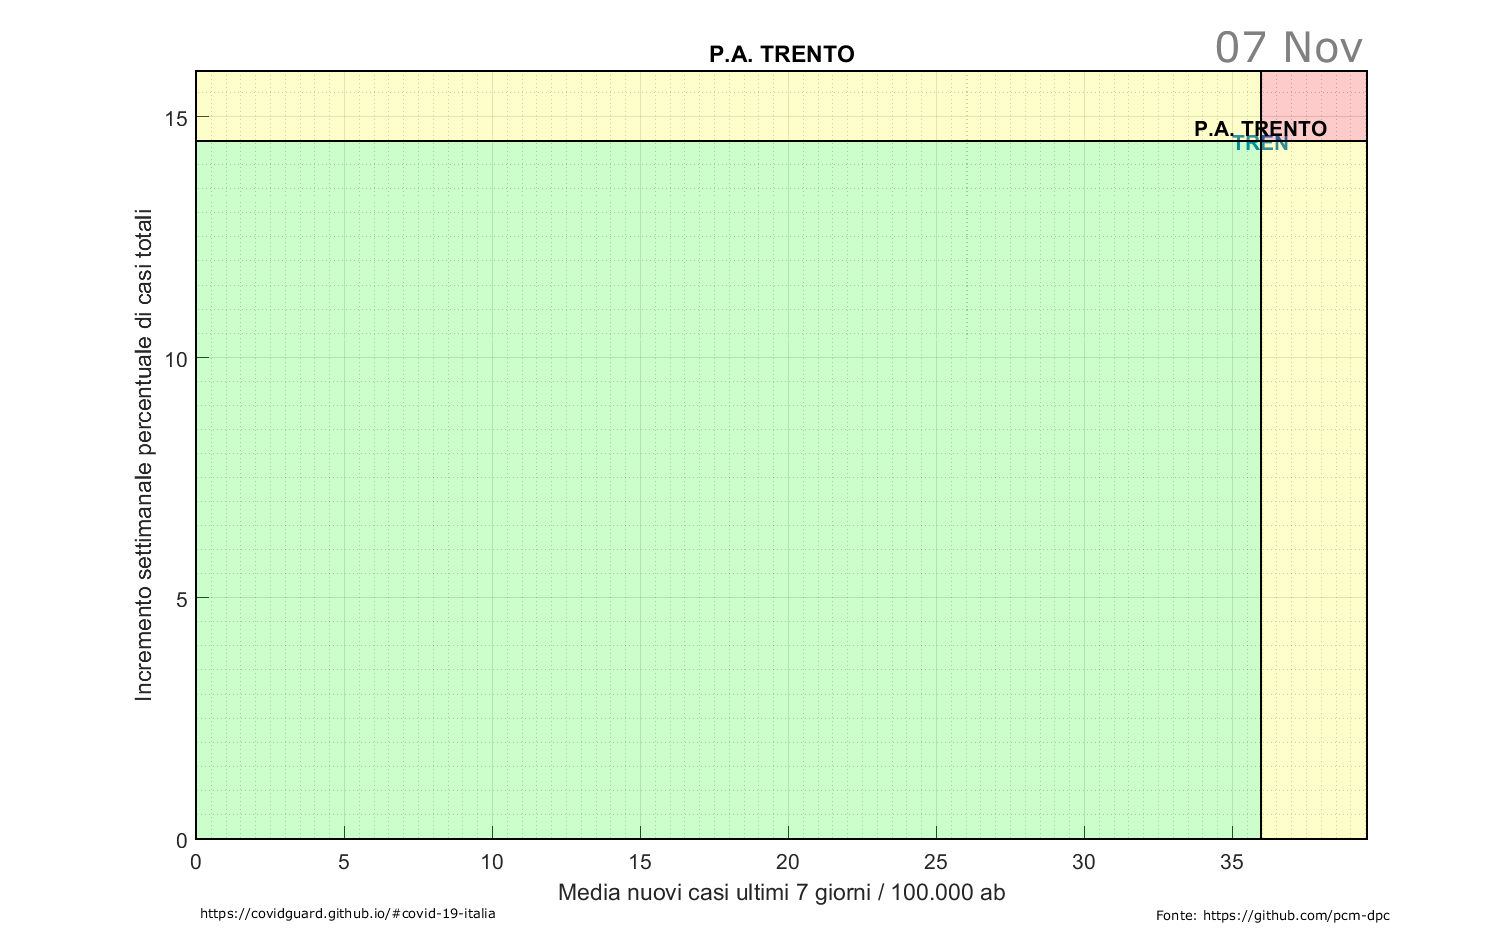 07 Nov
P.A. TRENTO
15
P.A. TRENTO
TREN
Incremento settimanale percentuale di casi totali
10
5
0
0 5 10 15 20 25 30 35
Media nuovi casi ultimi 7 giorni / 100.000 ab
https://covidguard.github.io/#covid-19-italia
Fonte: https://github.com/pcm-dpc